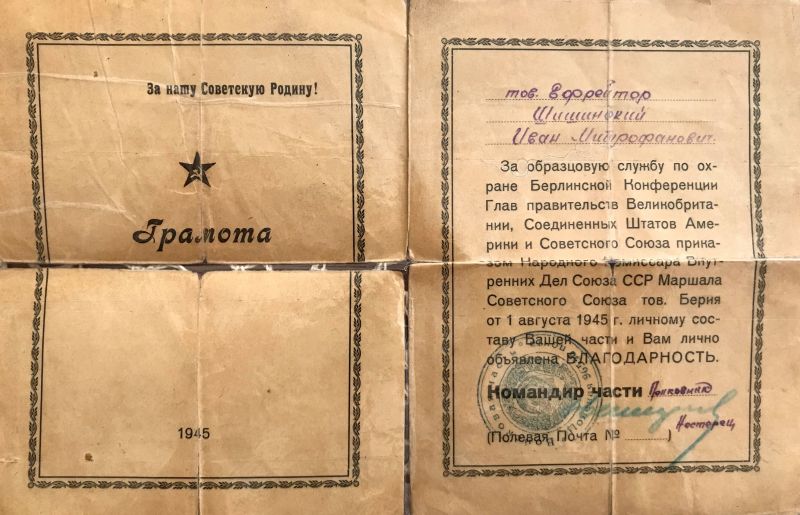 За нашу Советскую Родину!
Грамота
1945
тов. Ефрейтор
Шишинский
Иван Митрофанович.
За образцовую службу по ох-
ране Берлинской Конференции
Глав правительств Великобрита-
нии, Соединенных Штатов Аме-
рики и Советского Союза прика-
зом Народного Комиссара Внут-
ренних Дел Союза ССР Маршала
Советского Союза тов. Берия
от 1 августа 1945 г. личному сос-
таву Вашей части и Вам лично
объявлена БЛАГОДАРНОСТЬ.
Командир части Полковник
Нестерец
(Полевая Почта № )